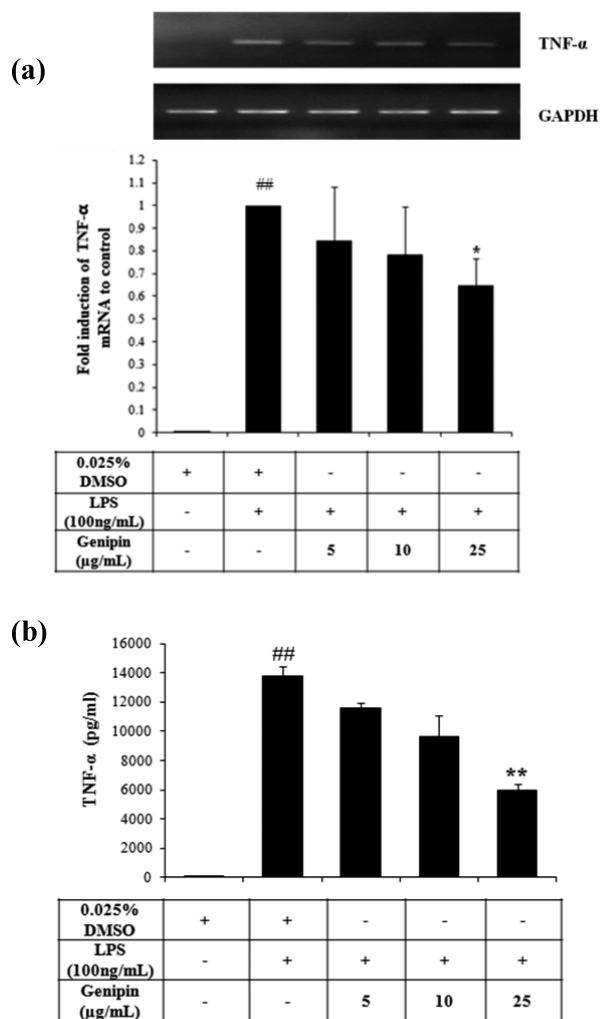 (a)
TNF-α
GAPDH
Fold induction of TNF-α
mRNA to control
1.2
1.1
1
0.9
0.8
0.7
0.6
0.5
0.4
0.3
0.2
0.1
0
##
*
0.025%
DMSO + + - - -
LPS
(100ng/mL) - + + + +
Genipin
(µg/mL) - - 5 10 25
(b)
TNF-α (pg/ml)
16000
14000
12000
10000
8000
6000
4000
2000
0
##
**
0.025%
DMSO + + - - -
LPS
(100ng/mL) - + + + +
Genipin
(µg/mL) - - 5 10 25